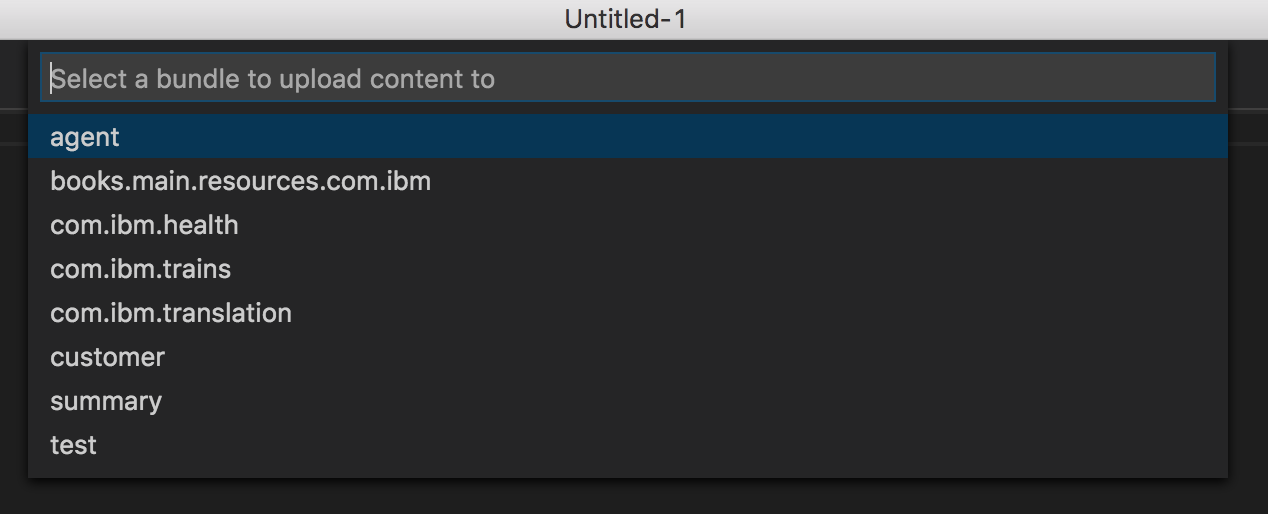 Untitled-1
Select a bundle to upload content to
agent
books.main.resources.com.ibm
com.ibm.health
com.ibm.trains
com.ibm.translation
customer
summary
test